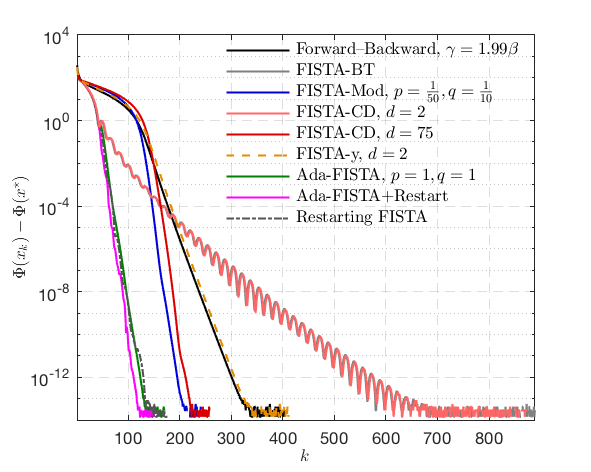 10^4
10^0
10^-4
10^-8
10^-12
Φ(x_k) − Φ(x*)
Forward–Backward, γ = 1.99β
FISTA-BT
FISTA-Mod, p = 1/50, q = 1/10
FISTA-CD, d = 2
FISTA-CD, d = 75
FISTA-y, d = 2
Ada-FISTA, p = 1, q = 1
Ada-FISTA+Restart
Restarting FISTA
100 200 300 400 500 600 700 800
k